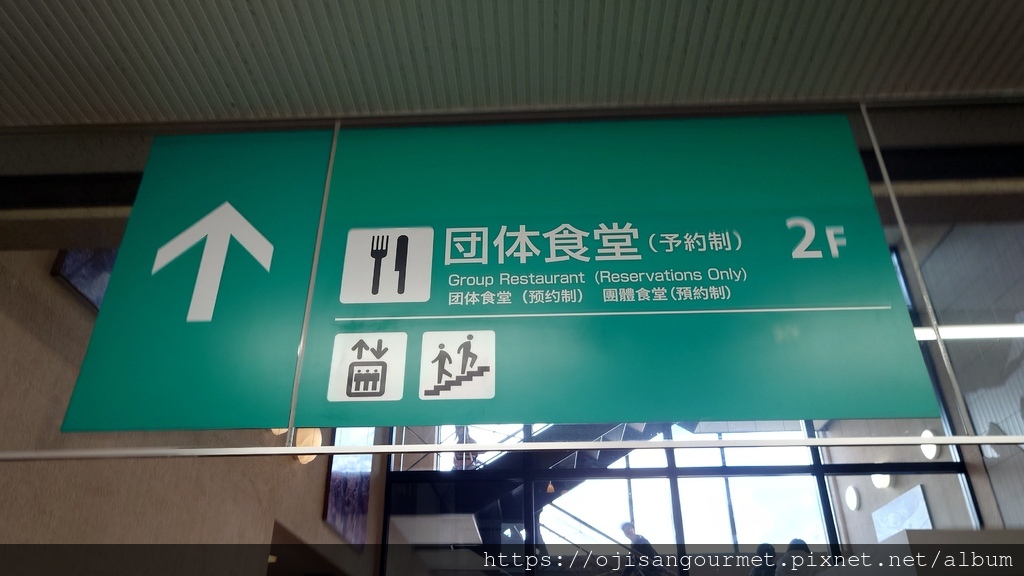 団体食堂（予約制） 2F
Group Restaurant (Reservations Only)
团体食堂（预约制） 團體食堂（預約制）
https://ojisangourmet.pixnet.net/album